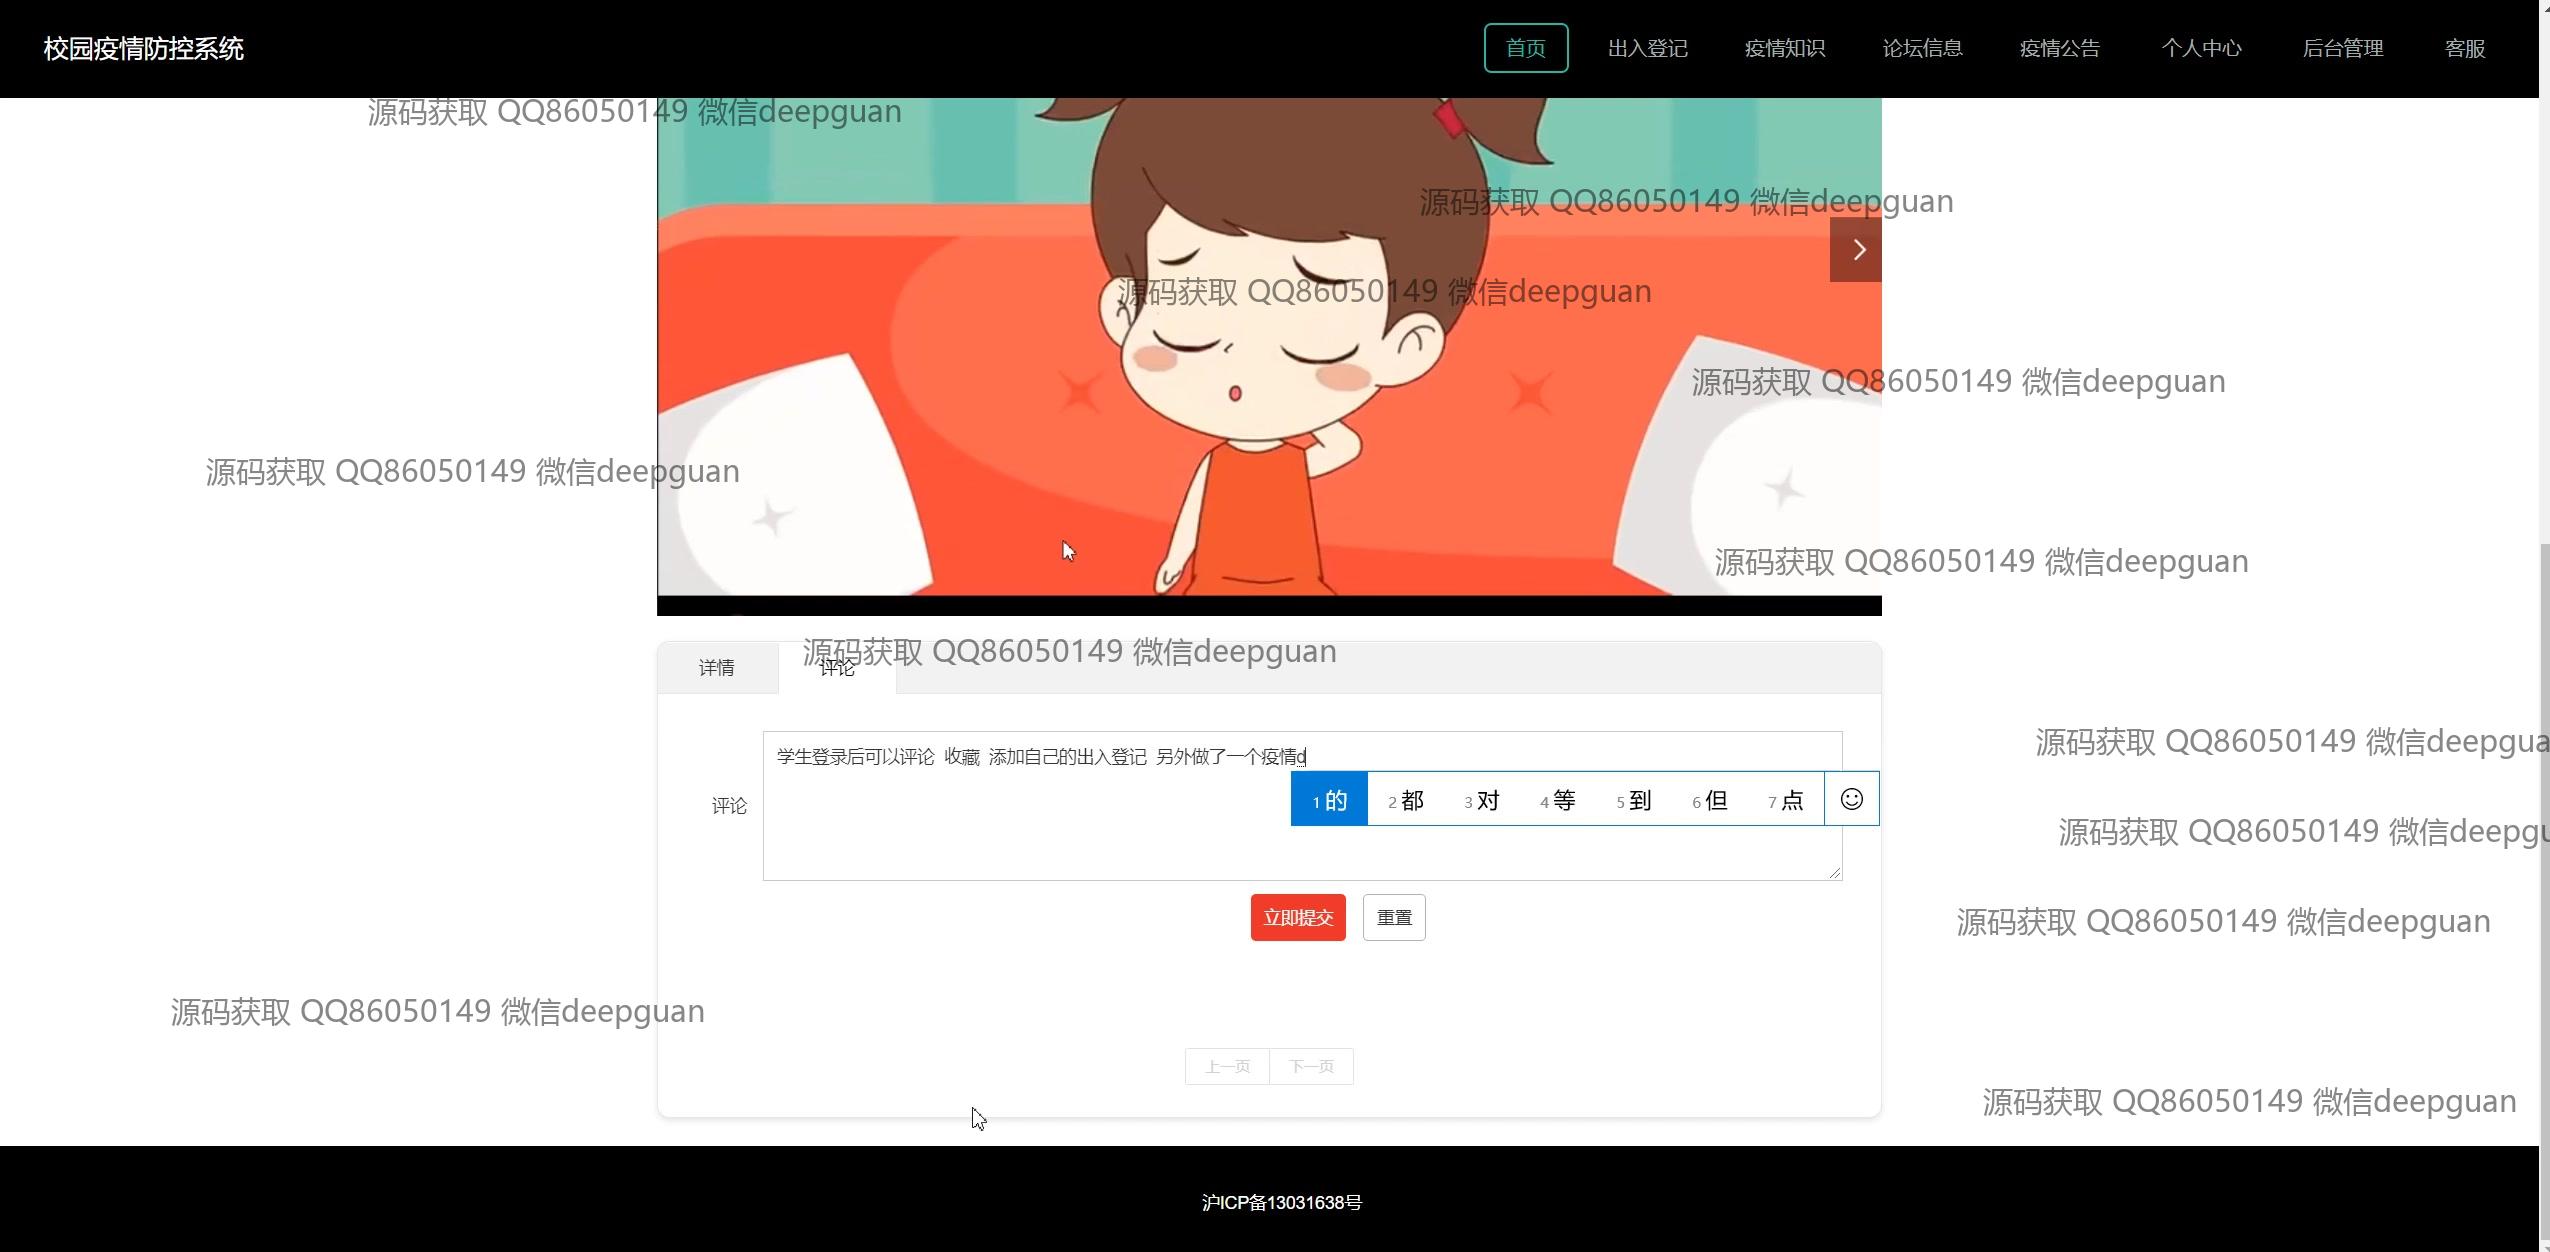 校园疫情防控系统
首页 出入登记 疫情知识 论坛信息 疫情公告 个人中心 后台管理 客服
源码获取 QQ86050149 微信deepguan
源码获取 QQ86050149 微信deepguan
源码获取 QQ86050149 微信deepguan
源码获取 QQ86050149 微信deepguan
源码获取 QQ86050149 微信deepguan
源码获取 QQ86050149 微信deepguan
源码获取 QQ86050149 微信deepguan
详情 评论
源码获取 QQ86050149 微信deepgua
学生登录后可以评论 收藏 添加自己的出入登记 另外做了一个疫情d
评论
1 的 2 都 3 对 4 等 5 到 6 但 7 点
源码获取 QQ86050149 微信deepgu
立即提交 重置
源码获取 QQ86050149 微信deepguan
源码获取 QQ86050149 微信deepguan
上一页 下一页
源码获取 QQ86050149 微信deepguan
沪ICP备13031638号